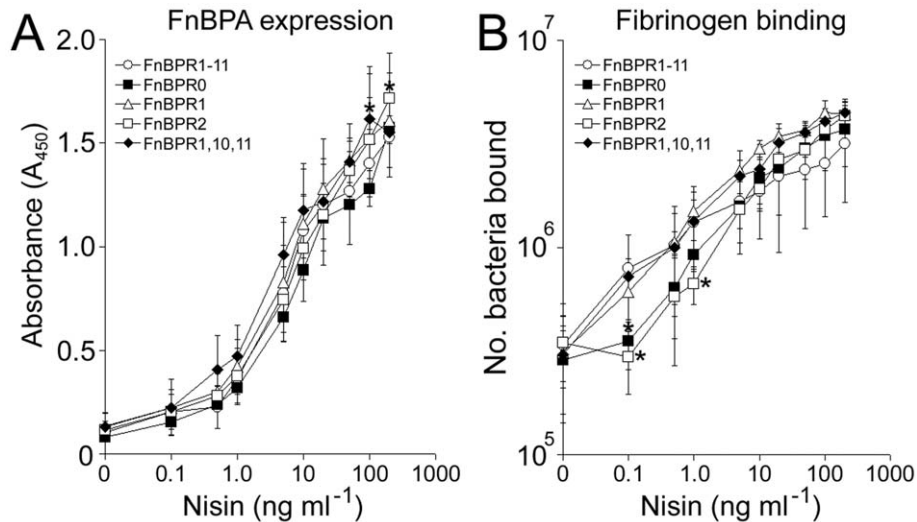 A FnBPA expression
2.0
1.5
1.0
0.5
0
Absorbance (A450)
FnBPR1-11
FnBPR0
FnBPR1
FnBPR2
FnBPR1,10,11
* *
0 0.1 1.0 10 100 1000
Nisin (ng ml-1)
B Fibrinogen binding
10^7
10^6
10^5
No. bacteria bound
FnBPR1-11
FnBPR0
FnBPR1
FnBPR2
FnBPR1,10,11
*
*
*
0 0.1 1.0 10 100 1000
Nisin (ng ml-1)